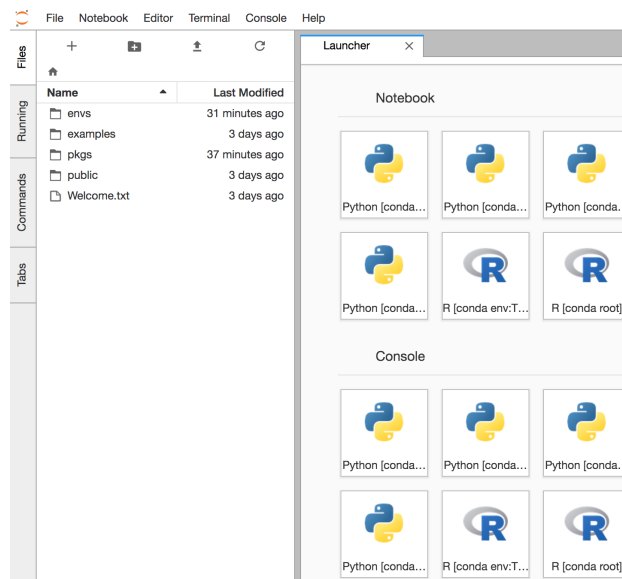 File Notebook Editor Terminal Console Help
Files
Running
Commands
Tabs
Name Last Modified
envs 31 minutes ago
examples 3 days ago
pkgs 37 minutes ago
public 3 days ago
Welcome.txt 3 days ago
Launcher
Notebook
Python [conda... Python [conda... Python [conda.
Python [conda... R [conda env:T... R [conda root]
Console
Python [conda... Python [conda... Python [conda.
Python [conda... R [conda env:T... R [conda root]